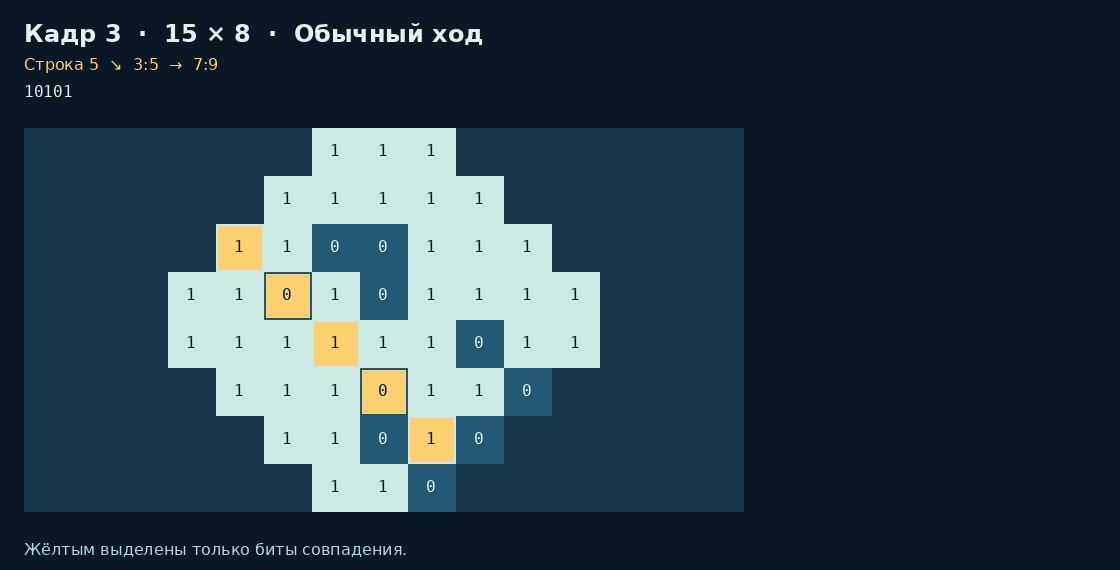 Кадр 3 · 15 × 8 · Обычный ход
Строка 5 ↘ 3:5 → 7:9
10101
1 1 1
1 1 1 1 1
1 1 0 0 1 1 1
1 1 0 1 0 1 1 1 1
1 1 1 1 1 1 0 1 1
1 1 1 0 1 1 0
1 1 0 1 0
1 1 0
Жёлтым выделены только биты совпадения.